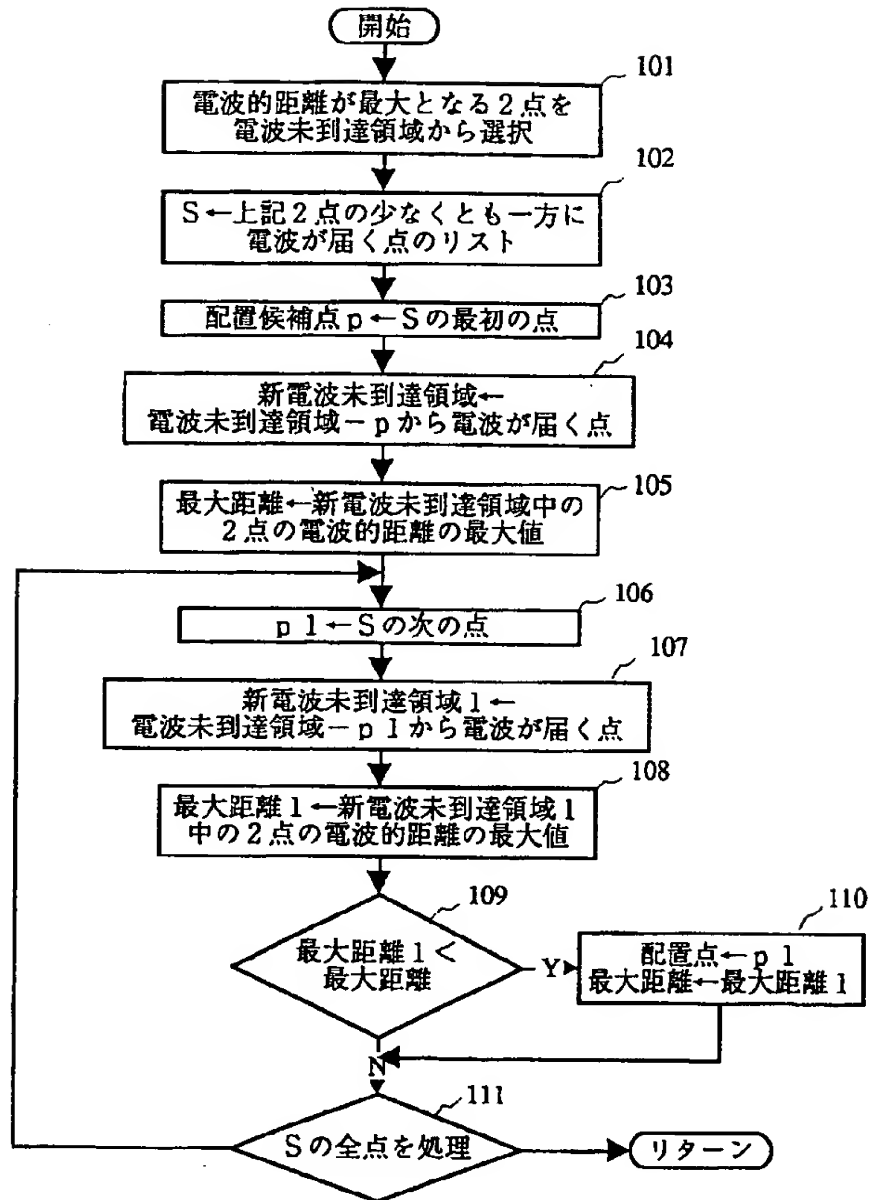 開始
101
電波的距離が最大となる2点を
電波未到達領域から選択
102
S←上記2点の少なくとも一方に
電波が届く点のリスト
103
配置候補点p←Sの最初の点
104
新電波未到達領域←
電波未到達領域−pから電波が届く点
105
最大距離←新電波未到達領域中の
2点の電波的距離の最大値
106
p1←Sの次の点
107
新電波未到達領域1←
電波未到達領域−p1から電波が届く点
108
最大距離1←新電波未到達領域1
中の2点の電波的距離の最大値
109
最大距離1<
最大距離
Y
110
配置点←p1
最大距離←最大距離1
N
111
Sの全点を処理
リターン